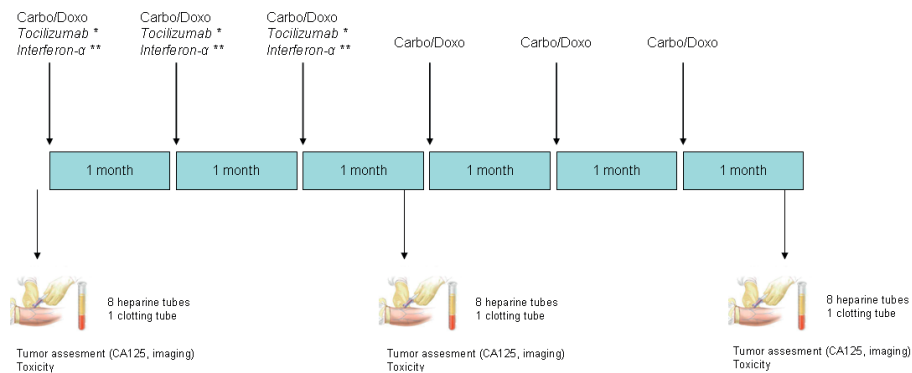 Carbo/Doxo
Tocilizumab *
Interferon-α **
Carbo/Doxo
Tocilizumab *
Interferon-α **
Carbo/Doxo
Tocilizumab *
Interferon-α **
Carbo/Doxo
Carbo/Doxo
Carbo/Doxo
1 month
1 month
1 month
1 month
1 month
1 month
8 heparine tubes
1 clotting tube
Tumor assesment (CA125, imaging)
Toxicity
8 heparine tubes
1 clotting tube
Tumor assesment (CA125, imaging)
Toxicity
8 heparine tubes
1 clotting tube
Tumor assesment (CA125, imaging)
Toxicity